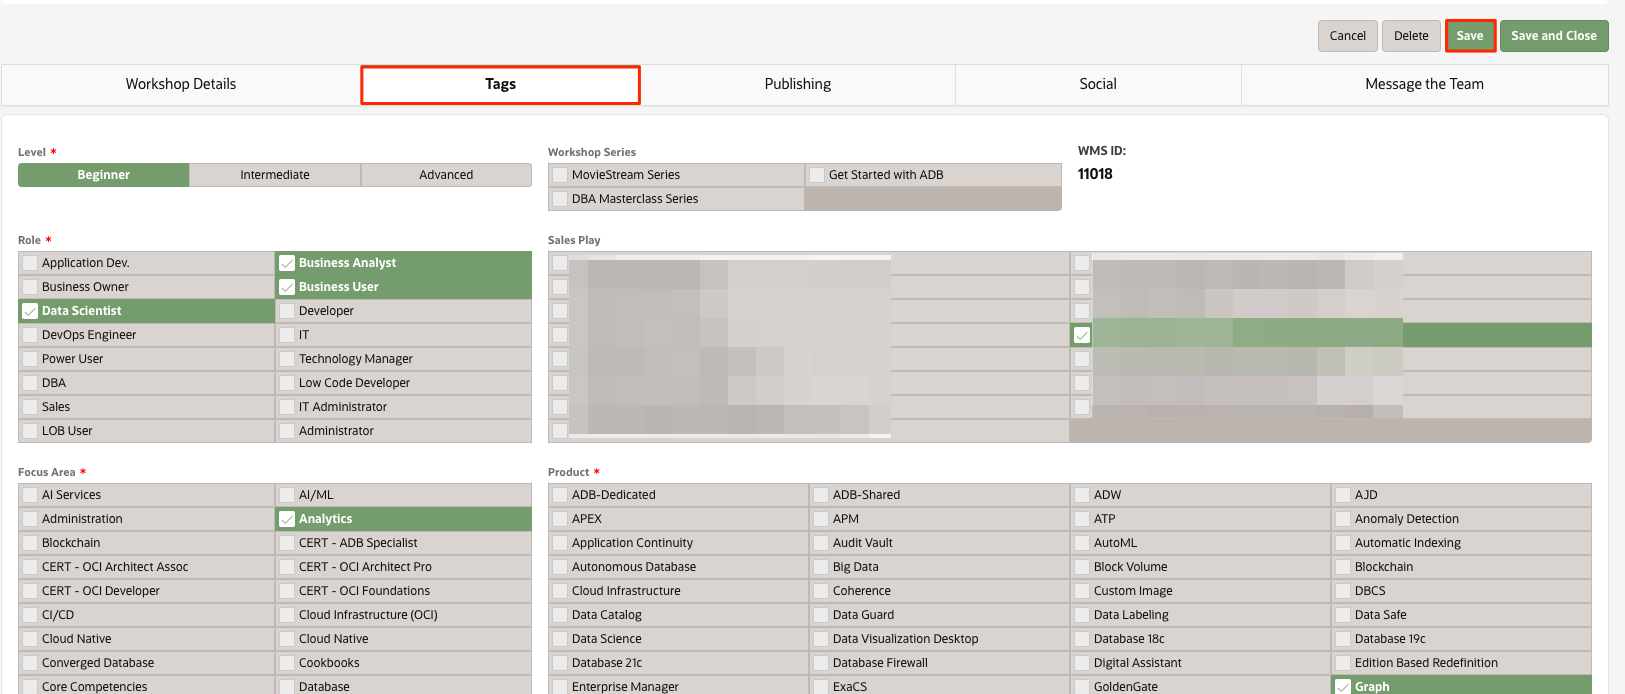 Cancel Delete Save Save and Close
Workshop Details Tags Publishing Social Message the Team
Level * Workshop Series WMS ID:
Beginner Intermediate Advanced MovieStream Series Get Started with ADB 11018
DBA Masterclass Series
Role * Sales Play
Application Dev. Business Analyst
Business Owner Business User
Data Scientist Developer
DevOps Engineer IT
Power User Technology Manager
DBA Low Code Developer
Sales IT Administrator
LOB User Administrator
Focus Area * Product *
AI Services AI/ML ADB-Dedicated ADB-Shared ADW AJD
Administration Analytics APEX APM ATP Anomaly Detection
Blockchain CERT - ADB Specialist Application Continuity Audit Vault AutoML Automatic Indexing
CERT - OCI Architect Assoc CERT - OCI Architect Pro Autonomous Database Big Data Block Volume Blockchain
CERT - OCI Developer CERT - OCI Foundations Cloud Infrastructure Coherence Custom Image DBCS
CI/CD Cloud Infrastructure (OCI) Data Catalog Data Guard Data Labeling Data Safe
Cloud Native Cloud Native Data Science Data Visualization Desktop Database 18c Database 19c
Converged Database Cookbooks Database 21c Database Firewall Digital Assistant Edition Based Redefinition
Core Competencies Database Enterprise Manager ExaCS GoldenGate Graph